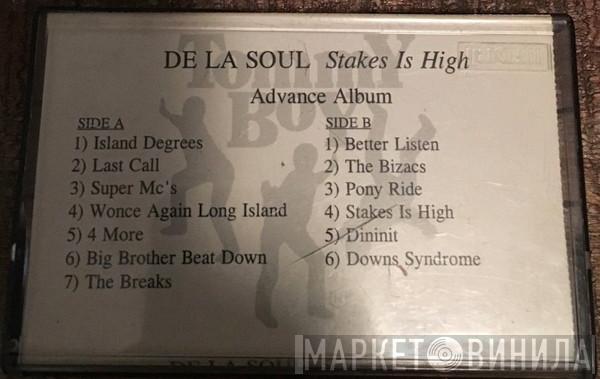 Tommy Boy
DE LA SOUL Stakes Is High
Advance Album
SIDE A
1) Island Degrees
2) Last Call
3) Super Mc's
4) Wonce Again Long Island
5) 4 More
6) Big Brother Beat Down
7) The Breaks
SIDE B
1) Better Listen
2) The Bizacs
3) Pony Ride
4) Stakes Is High
5) Dininit
6) Downs Syndrome
DE LA SOUL
МАРКЕТ ВИНИЛА